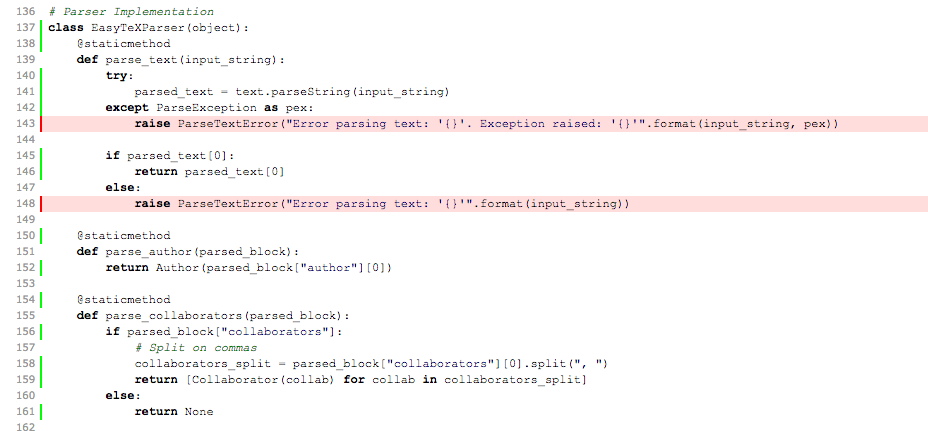 136 # Parser Implementation
137 class EasyTeXParser(object):
138     @staticmethod
139     def parse_text(input_string):
140         try:
141             parsed_text = text.parseString(input_string)
142         except ParseException as pex:
143             raise ParseTextError("Error parsing text: '{}'. Exception raised: '{}'".format(input_string, pex))
144
145         if parsed_text[0]:
146             return parsed_text[0]
147         else:
148             raise ParseTextError("Error parsing text: '{}'".format(input_string))
149
150     @staticmethod
151     def parse_author(parsed_block):
152         return Author(parsed_block["author"][0])
153
154     @staticmethod
155     def parse_collaborators(parsed_block):
156         if parsed_block["collaborators"]:
157             # Split on commas
158             collaborators_split = parsed_block["collaborators"][0].split(", ")
159             return [Collaborator(collab) for collab in collaborators_split]
160         else:
161             return None
162